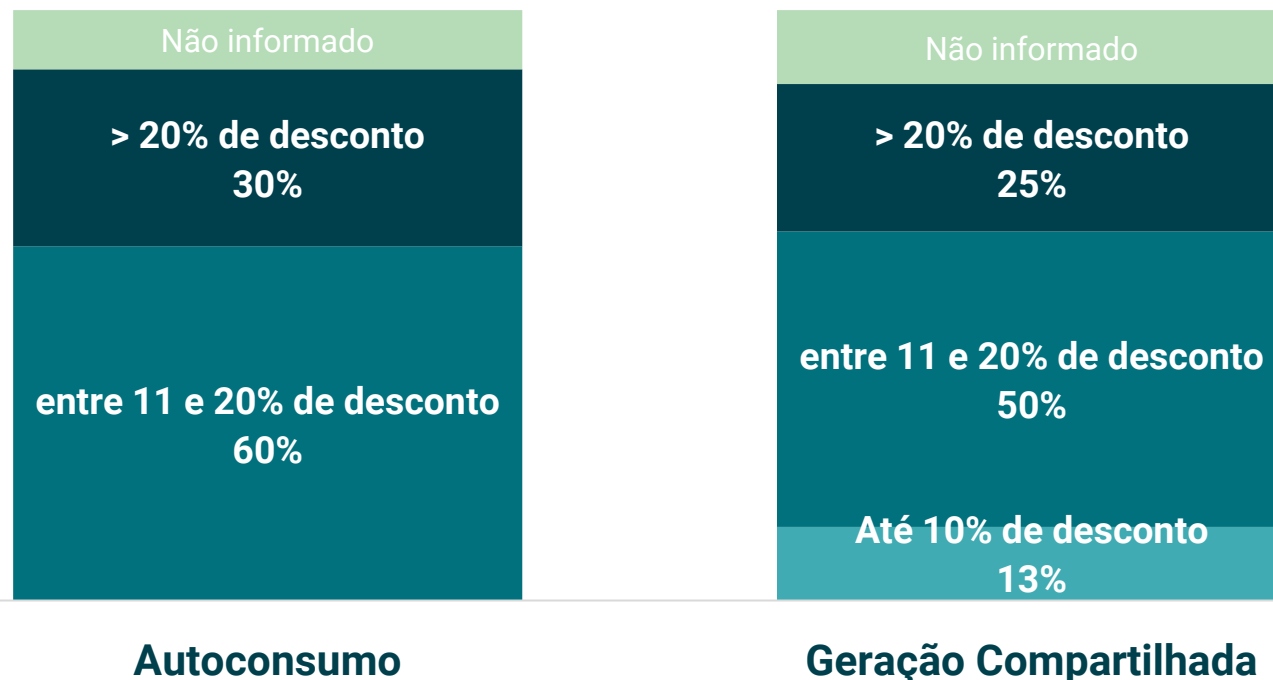 Não informado
> 20% de desconto
30%
entre 11 e 20% de desconto
60%
Autoconsumo
Não informado
> 20% de desconto
25%
entre 11 e 20% de desconto
50%
Até 10% de desconto
13%
Geração Compartilhada